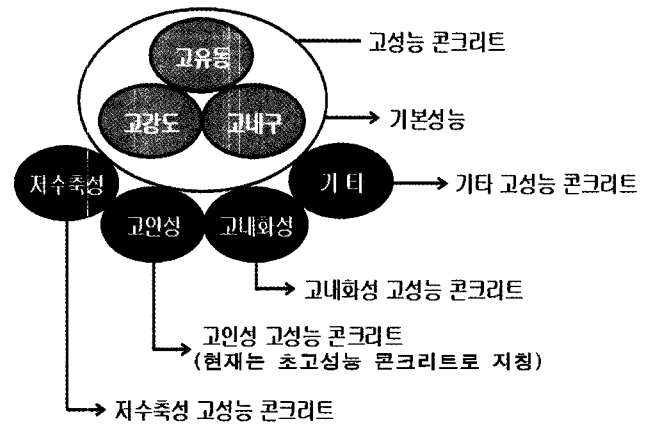 고유동
고성능 콘크리트
고강도
고내구
기본성능
저수축성
기타
기타 고성능 콘크리트
고인성
고내화성
고내화성 고성능 콘크리트
고인성 고성능 콘크리트
(현재는 초고성능 콘크리트로 지칭)
저수축성 고성능 콘크리트